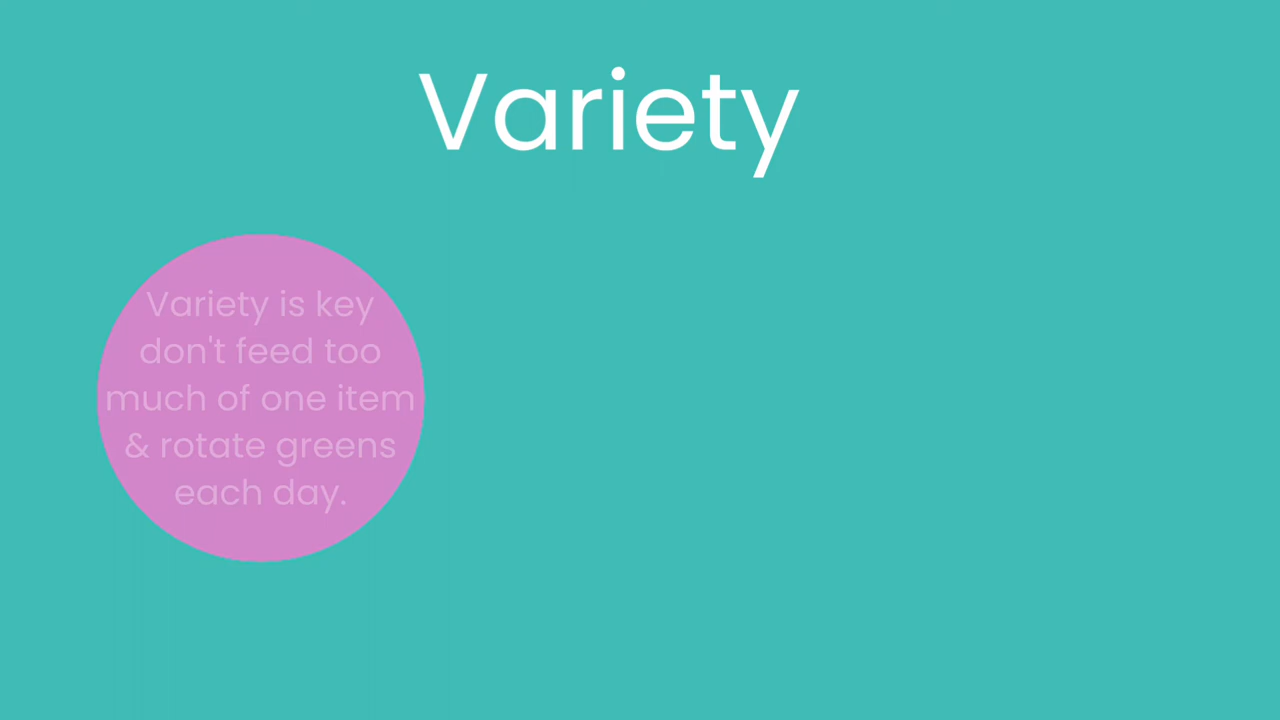 Variety
Variety is key
don't feed too
much of one item
& rotate greens
each day.